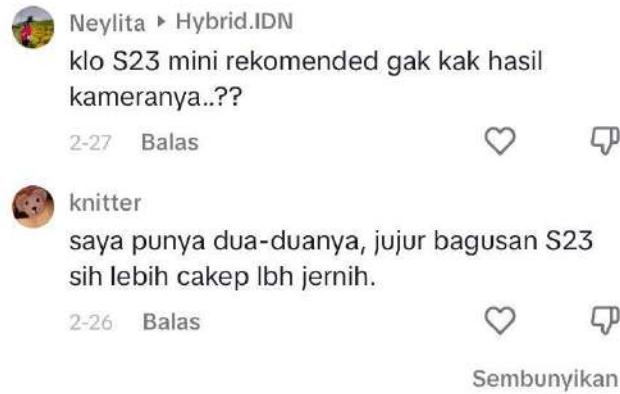 Neylita ▸ Hybrid.IDN
klo S23 mini rekomended gak kak hasil
kameranya..??
2-27 Balas
knitter
saya punya dua-duanya, jujur bagusan S23
sih lebih cakep lbh jernih.
2-26 Balas
Sembunyikan